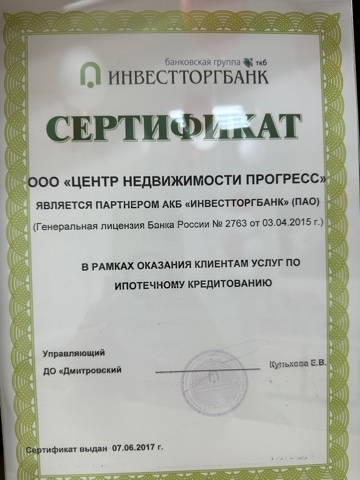 банковская группа ткб
ИНВЕСТТОРГБАНК
СЕРТИФИКАТ
ООО «ЦЕНТР НЕДВИЖИМОСТИ ПРОГРЕСС»
ЯВЛЯЕТСЯ ПАРТНЕРОМ АКБ «ИНВЕСТТОРГБАНК» (ПАО)
(Генеральная лицензия Банка России № 2763 от 03.04.2015 г.)
В РАМКАХ ОКАЗАНИЯ КЛИЕНТАМ УСЛУГ ПО
ИПОТЕЧНОМУ КРЕДИТОВАНИЮ
Управляющий
ДО «Дмитровский
Е.В.
Сертификат выдан 07.06.2017 г.